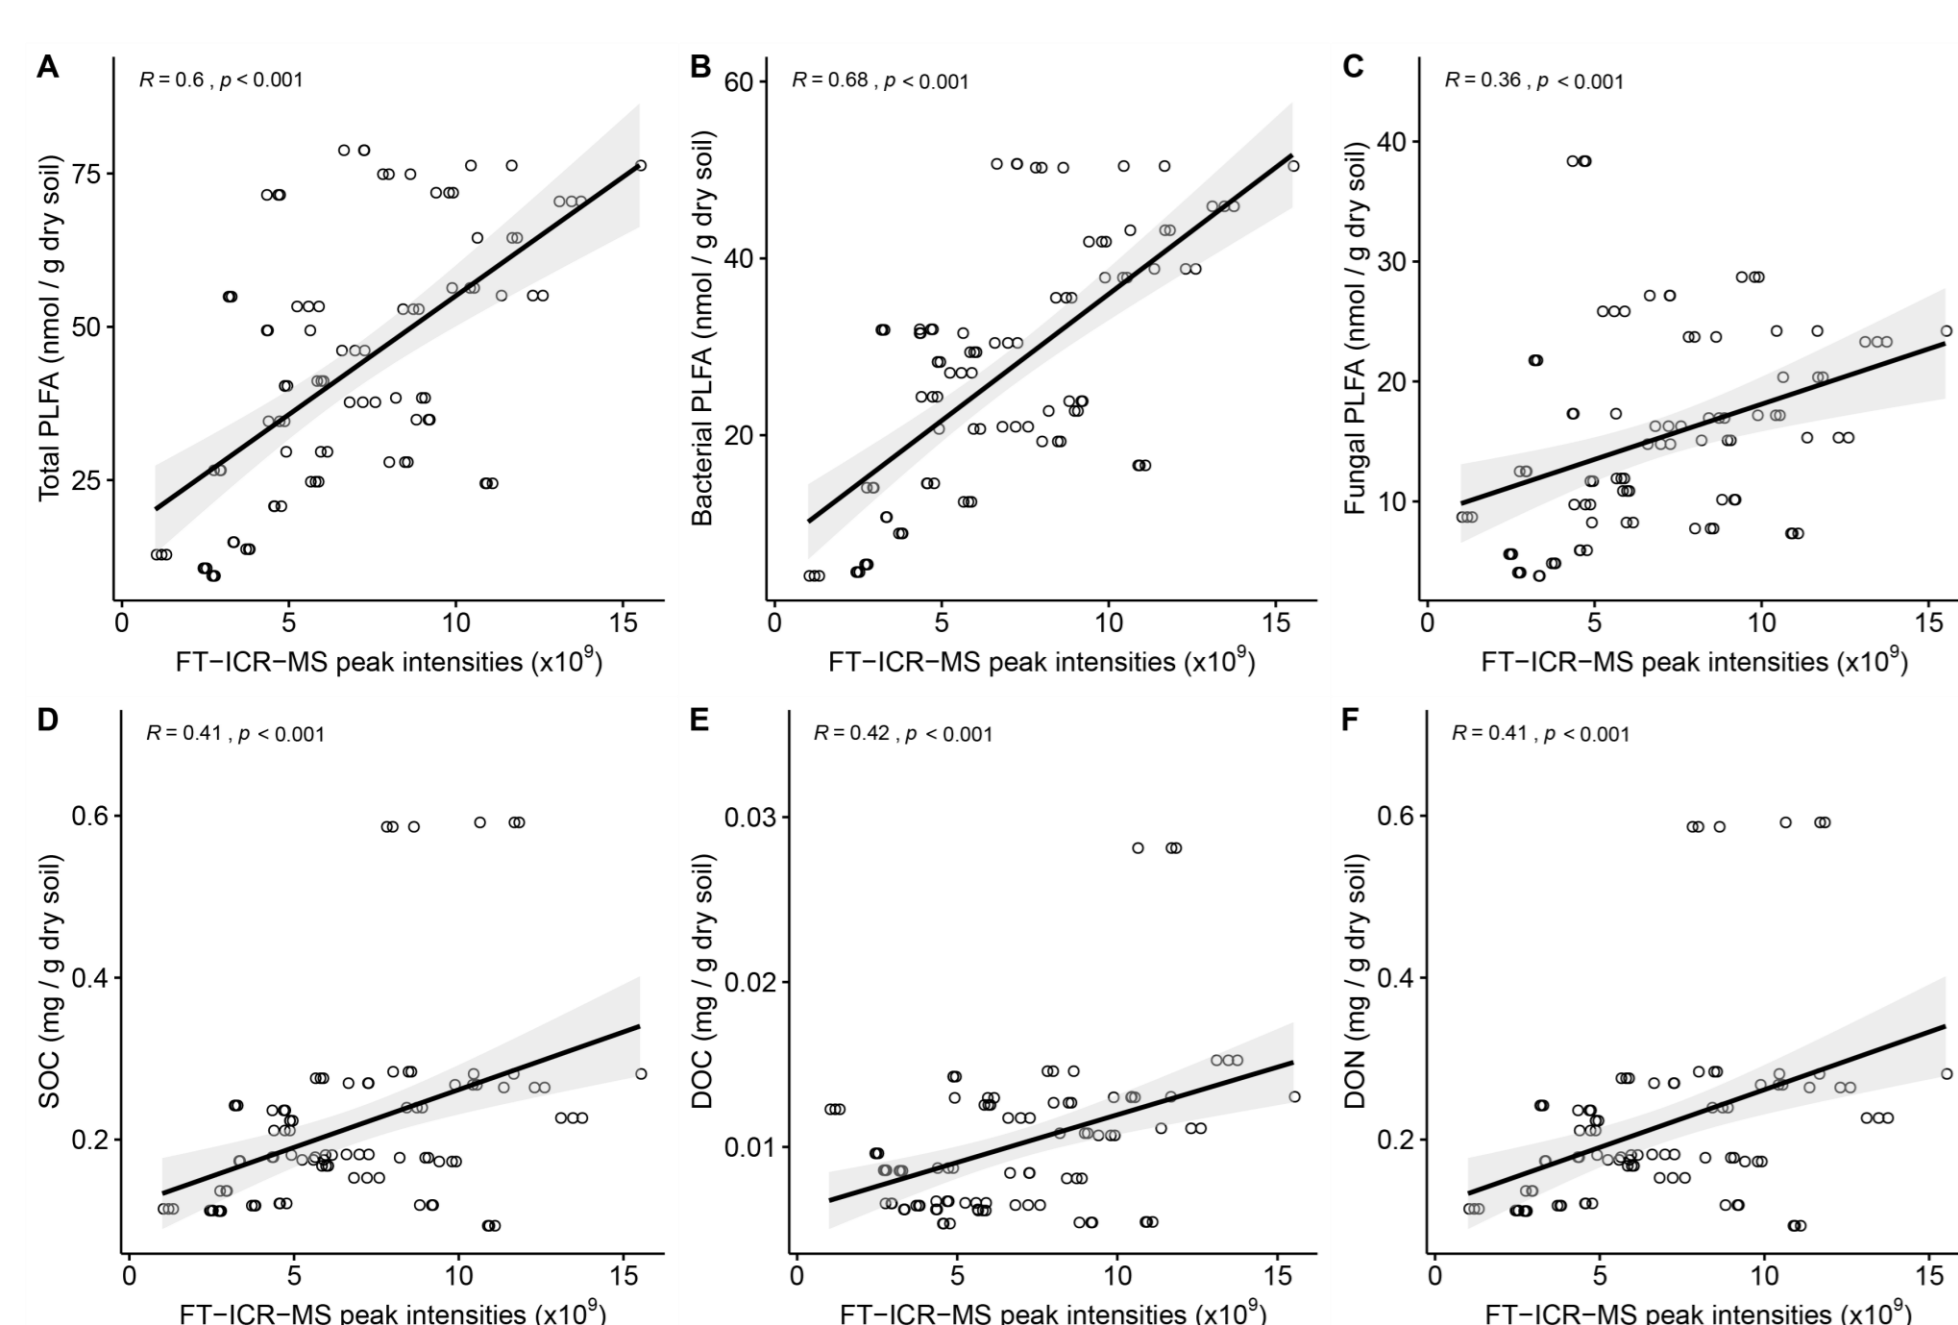 A
R = 0.6 , p < 0.001
Total PLFA (nmol / g dry soil)
75
50
25
0 5 10 15
FT−ICR−MS peak intensities (x10⁹)
B
R = 0.68 , p < 0.001
Bacterial PLFA (nmol / g dry soil)
60
40
20
0 5 10 15
FT−ICR−MS peak intensities (x10⁹)
C
R = 0.36 , p < 0.001
Fungal PLFA (nmol / g dry soil)
40
30
20
10
0 5 10 15
FT−ICR−MS peak intensities (x10⁹)
D
R = 0.41 , p < 0.001
SOC (mg / g dry soil)
0.6
0.4
0.2
0 5 10 15
FT−ICR−MS peak intensities (x10⁹)
E
R = 0.42 , p < 0.001
DOC (mg / g dry soil)
0.03
0.02
0.01
0 5 10 15
FT−ICR−MS peak intensities (x10⁹)
F
R = 0.41 , p < 0.001
DON (mg / g dry soil)
0.6
0.4
0.2
0 5 10 15
FT−ICR−MS peak intensities (x10⁹)